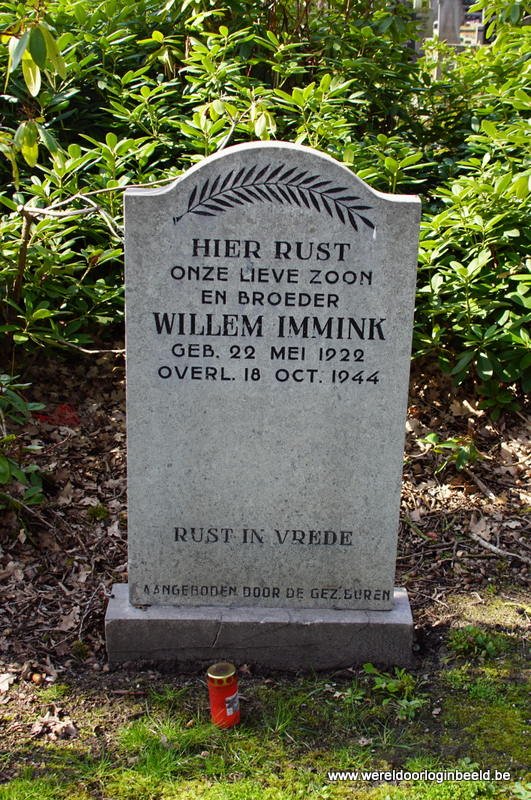 HIER RUST
ONZE LIEVE ZOON
EN BROEDER
WILLEM IMMINK
GEB. 22 MEI 1922
OVERL. 18 OCT. 1944
RUST IN VREDE
AANGEBODEN DOOR DE GEZ. BUREN
www.wereldoorloginbeeld.be